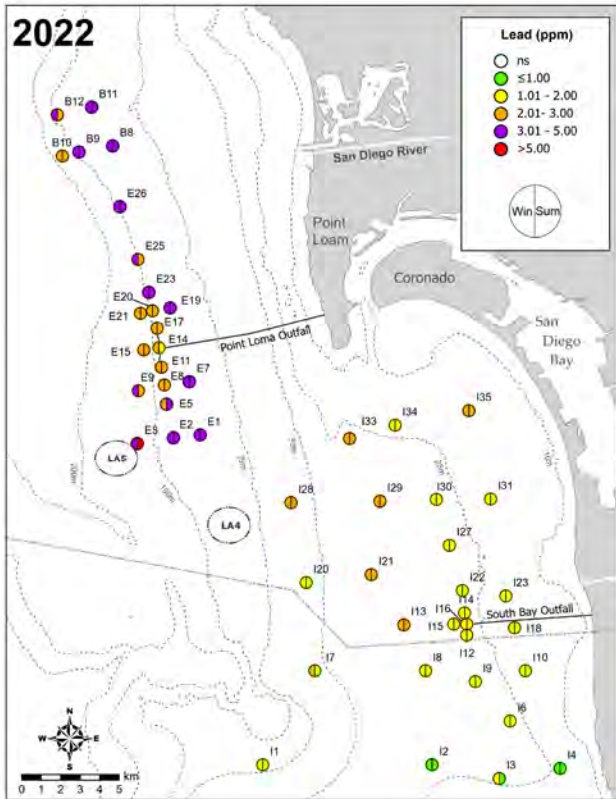 2022
Lead (ppm)
ns
≤1.00
1.01 - 2.00
2.01- 3.00
3.01 - 5.00
>5.00
Win Sum
B12
B11
B10
B9
B8
San Diego River
Point
Loam
E26
E25
Coronado
E23
E20
E19
E21
E17
San
Diego
Bay
E14
Point Loma Outfall
E15
E11
E7
E9
E8
E5
I35
I34
I33
E3
E2
E1
LA5
LA4
I28
I29
I30
I31
I27
I21
I20
I22
I23
I14
I16
South Bay Outfall
I13
I15
I18
I12
I7
I8
I9
I10
I6
I1
I2
I3
I4
N
W E
S
0 1 2 3 4 5
km